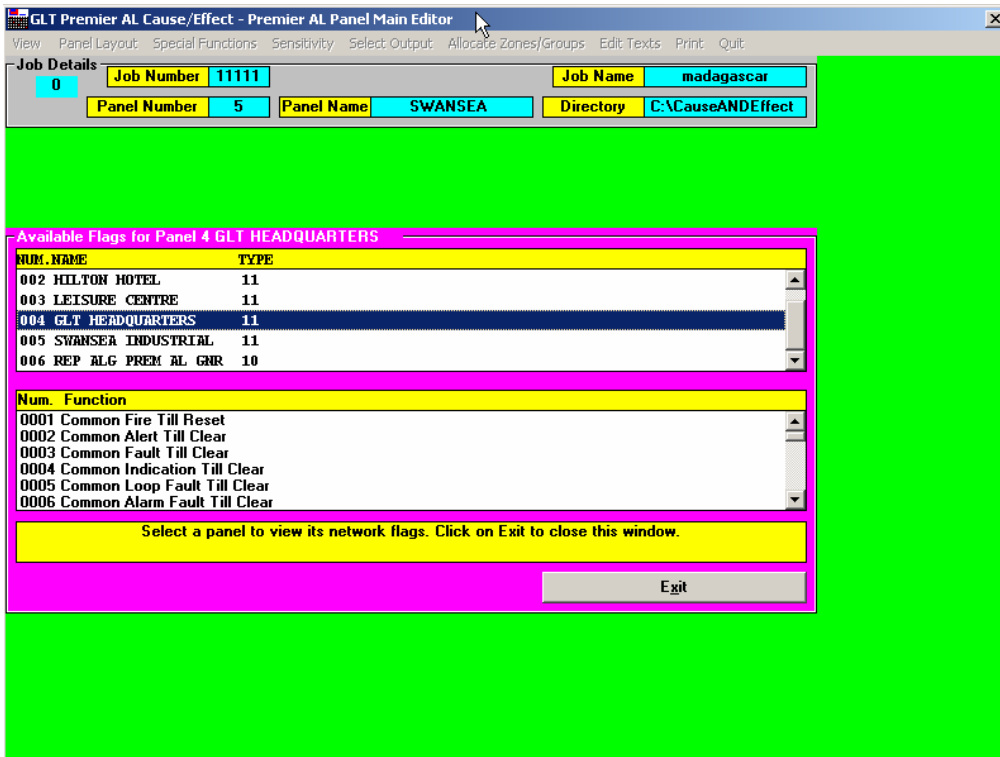 GLT Premier AL Cause/Effect - Premier AL Panel Main Editor
View Panel Layout Special Functions Sensitivity Select Output Allocate Zones/Groups Edit Texts Print Quit
Job Details
0
Job Number 11111
Job Name madagascar
Panel Number 5
Panel Name SWANSEA
Directory C:\CauseANDEffect
Available Flags for Panel 4 GLT HEADQUARTERS
NUM.NAME TYPE
002 HILTON HOTEL 11
003 LEISURE CENTRE 11
004 GLT HEADQUARTERS 11
005 SWANSEA INDUSTRIAL 11
006 REP ALG PREM AL GNR 10
Num. Function
0001 Common Fire Till Reset
0002 Common Alert Till Clear
0003 Common Fault Till Clear
0004 Common Indication Till Clear
0005 Common Loop Fault Till Clear
0006 Common Alarm Fault Till Clear
Select a panel to view its network flags. Click on Exit to close this window.
Exit